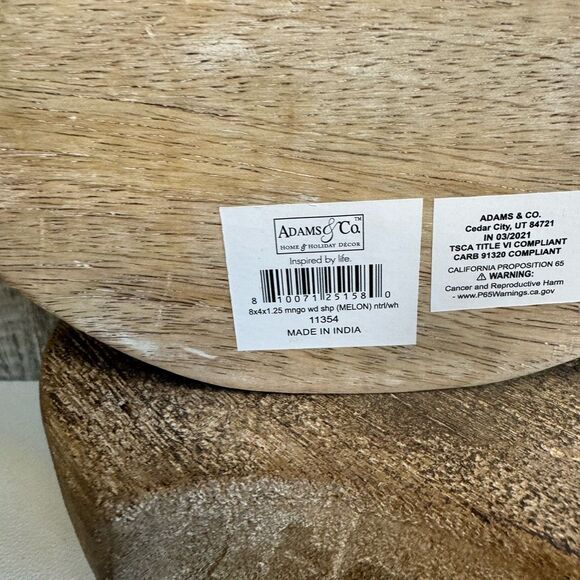 ADAMS & CO.™
HOME & HOLIDAY DÉCOR
Inspired by life.
8 10071 25158 0
8x4x1.25 mngo wd shp (MELON) ntrl/wh
11354
MADE IN INDIA
ADAMS & CO.
Cedar City, UT 84721
IN 03/2021
TSCA TITLE VI COMPLIANT
CARB 91320 COMPLIANT
CALIFORNIA PROPOSITION 65
⚠ WARNING:
Cancer and Reproductive Harm
- www.P65Warnings.ca.gov